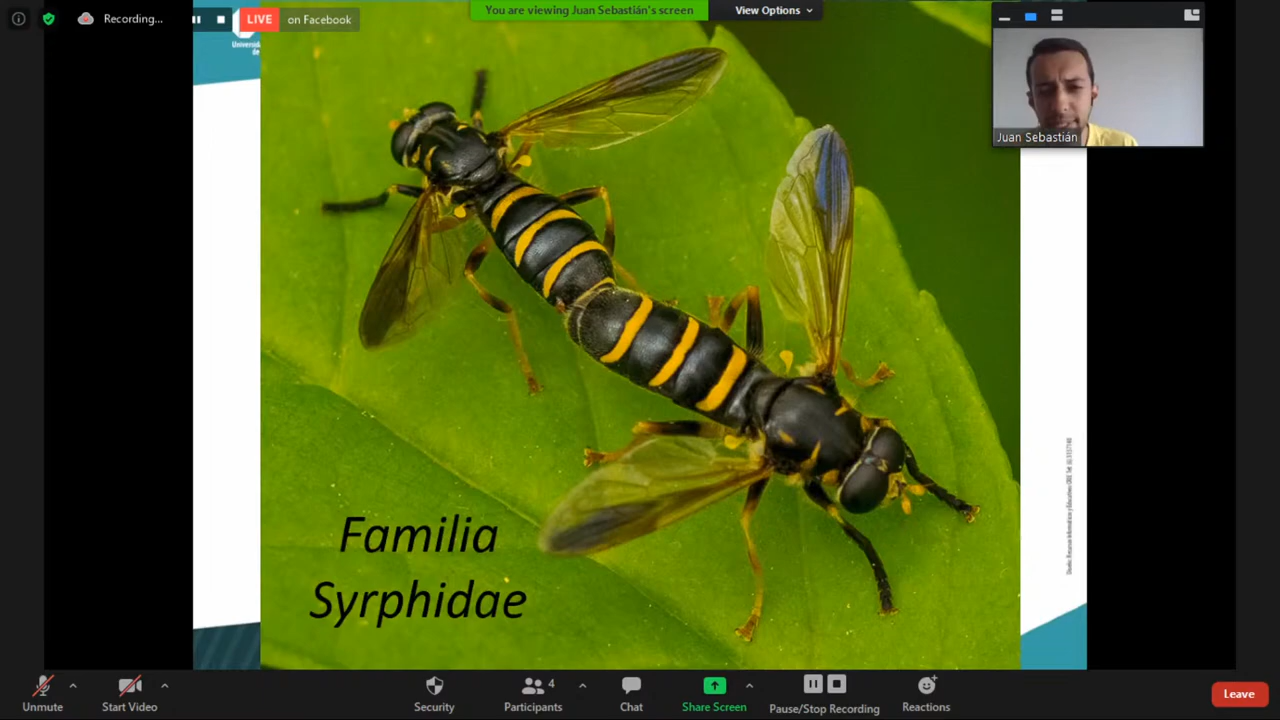 Recording...
LIVE
on Facebook
You are viewing Juan Sebastián's screen
View Options
Juan Sebastián
Familia
Syrphidae
Unmute
Start Video
Security
4
Participants
Chat
Share Screen
Pause/Stop Recording
Reactions
Leave